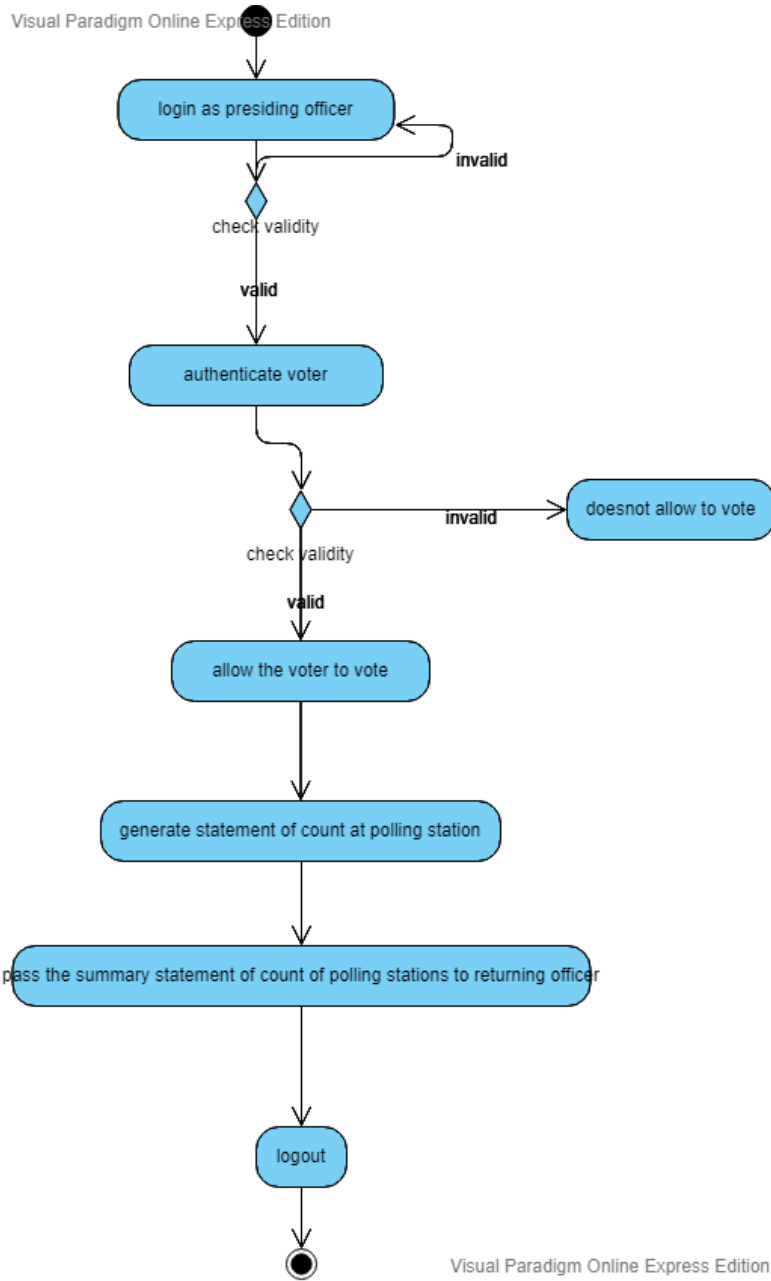 Visual Paradigm Online Express Edition
login as presiding officer
invalid
check validity
valid
authenticate voter
doesnot allow to vote
invalid
check validity
valid
allow the voter to vote
generate statement of count at polling station
pass the summary statement of count of polling stations to returning officer
logout
Visual Paradigm Online Express Edition